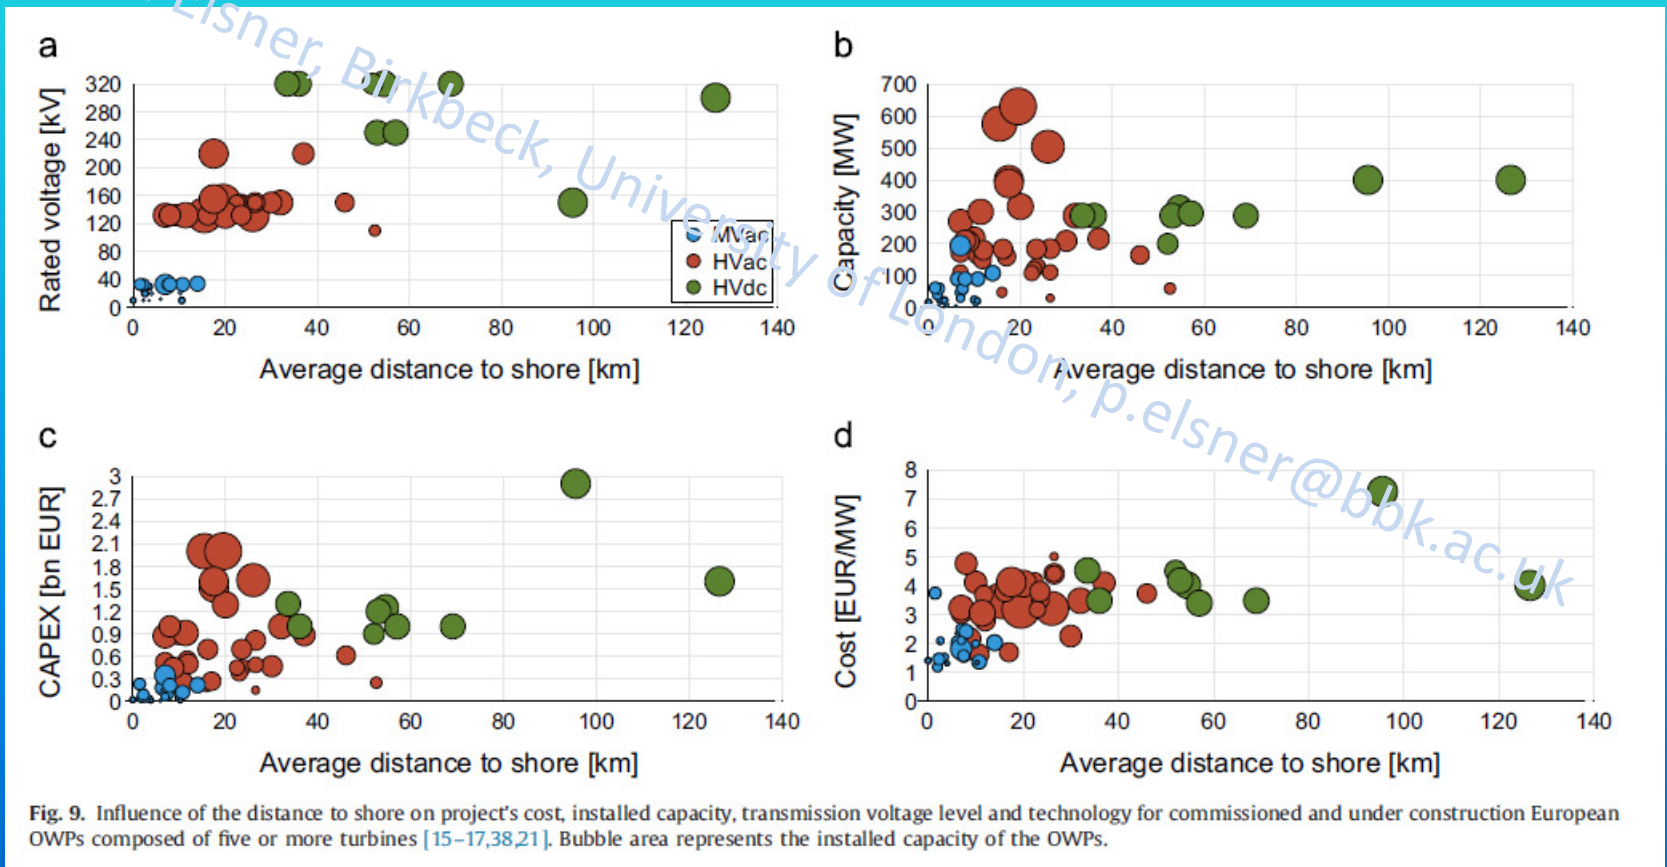 a
Rated voltage [kV]
320
280
240
200
160
120
80
40
0
0 20 40 60 80 100 120 140
Average distance to shore [km]
MVac
HVac
HVdc
b
Capacity [MW]
700
600
500
400
300
200
100
0
0 20 40 60 80 100 120 140
Average distance to shore [km]
c
CAPEX [bn EUR]
3
2.7
2.4
2.1
1.8
1.5
1.2
0.9
0.6
0.3
0
0 20 40 60 80 100 120 140
Average distance to shore [km]
d
Cost [EUR/MW]
8
7
6
5
4
3
2
1
0
0 20 40 60 80 100 120 140
Average distance to shore [km]
Elsner, Birkbeck, University of London, p.elsner@bbk.ac.uk
Fig. 9. Influence of the distance to shore on project's cost, installed capacity, transmission voltage level and technology for commissioned and under construction European
OWPs composed of five or more turbines [15–17,38,21]. Bubble area represents the installed capacity of the OWPs.